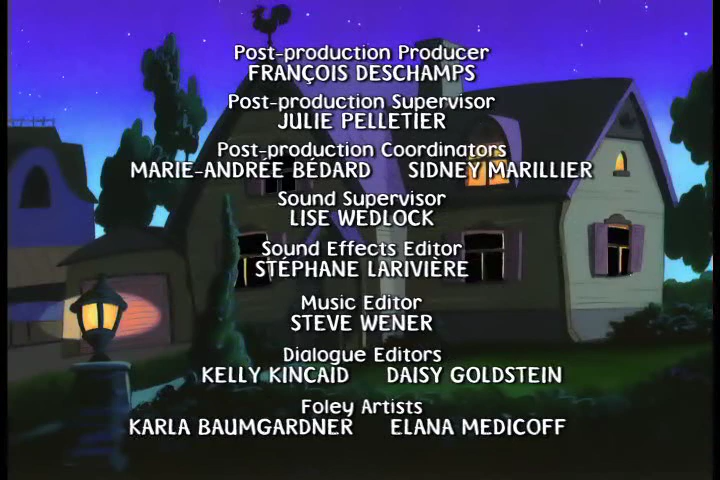 Post-production Producer
FRANÇOIS DESCHAMPS
Post-production Supervisor
JULIE PELLETIER
Post-production Coordinators
MARIE-ANDRÉE BÉDARD SIDNEY MARILLIER
Sound Supervisor
LISE WEDLOCK
Sound Effects Editor
STÉPHANE LARIVIÈRE
Music Editor
STEVE WENER
Dialogue Editors
KELLY KINCAID DAISY GOLDSTEIN
Foley Artists
KARLA BAUMGARDNER ELANA MEDICOFF